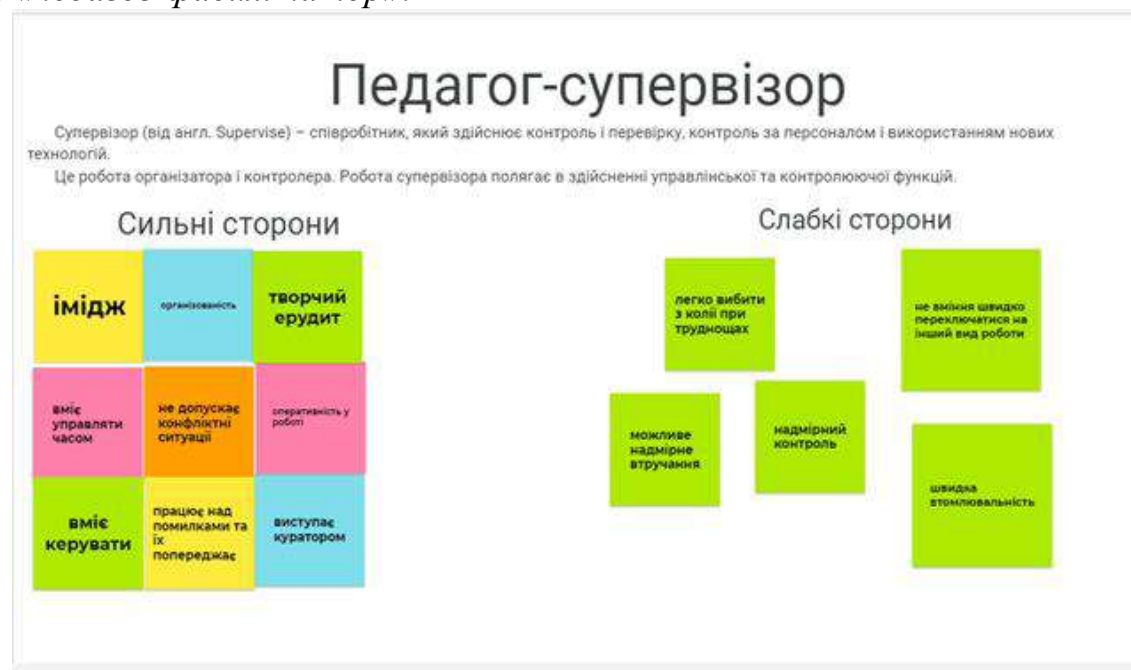 Педагог-супервізор
Супервізор (від англ. Supervise) – співробітник, який здійснює контроль і перевірку, контроль за персоналом і використанням нових
технологій.
Це робота організатора і контролера. Робота супервізора полягає в здійсненні управлінської та контролюючої функцій.
Сильні сторони
імідж
організованість
творчий
ерудит
вміє
управляти
часом
не допускає
конфліктні
ситуації
оперативність у
роботі
вміє
керувати
працює над
помилками та
їх
попереджає
виступає
куратором
Слабкі сторони
легко вибити
з колії при
труднощах
не вміння швидко
переключатися на
інший вид роботи
можливе
надмірне
втручання
надмірний
контроль
швидка
втомлювальність